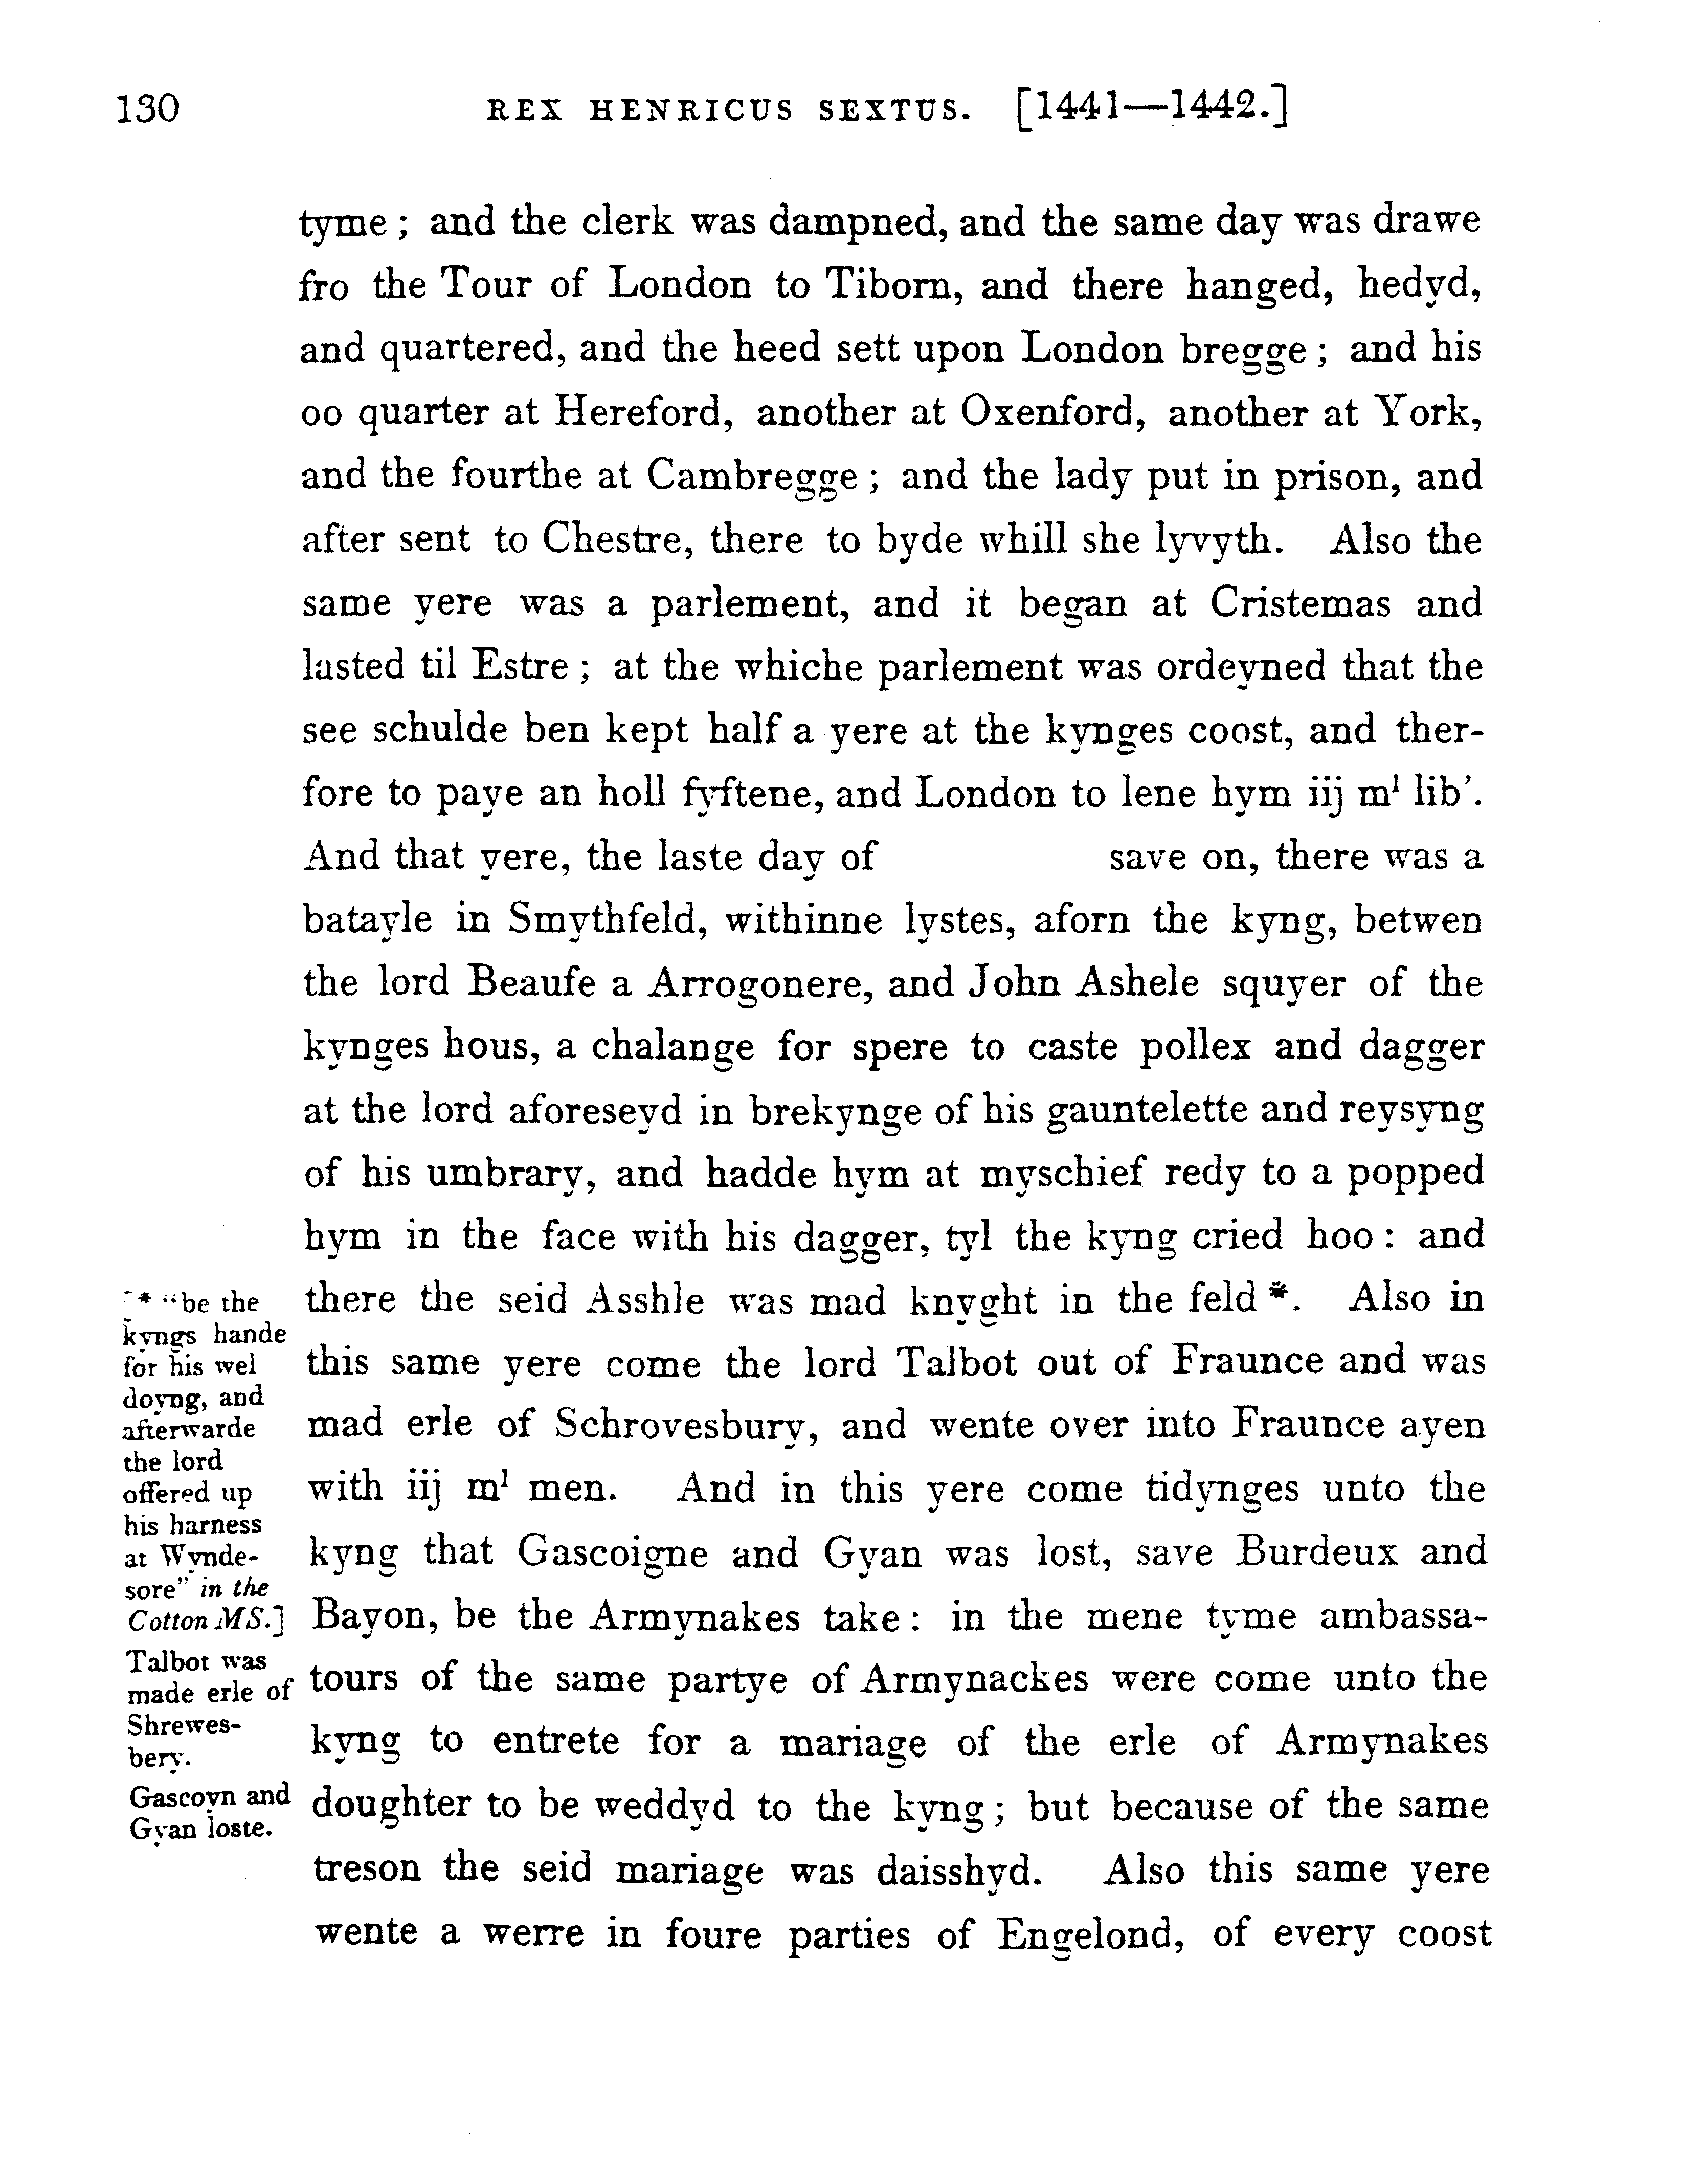 130 REX HENRICUS SEXTUS. [1441—1442.]
tyme ; and the clerk was dampned, and the same day was drawe
fro the Tour of London to Tiborn, and there hanged, hedyd,
and quartered, and the heed sett upon London bregge ; and his
oo quarter at Hereford, another at Oxenford, another at York,
and the fourthe at Cambregge ; and the lady put in prison, and
after sent to Chestre, there to byde whill she lyvyth. Also the
same yere was a parlement, and it began at Cristemas and
lasted til Estre ; at the whiche parlement was ordeyned that the
see schulde ben kept half a yere at the kynges coost, and ther-
fore to paye an holl fyftene, and London to lene hym iij mˡ lib'.
And that yere, the laste day of save on, there was a
batayle in Smythfeld, withinne lystes, aforn the kyng, betwen
the lord Beaufe a Arrogonere, and John Ashele squyer of the
kynges hous, a chalange for spere to caste pollex and dagger
at the lord aforeseyd in brekynge of his gauntelette and reysyng
of his umbrary, and hadde hym at myschief redy to a popped
hym in the face with his dagger, tyl the kyng cried hoo : and
there the seid Asshle was mad knyght in the feld *. Also in
this same yere come the lord Talbot out of Fraunce and was
mad erle of Schrovesbury, and wente over into Fraunce ayen
with iij mˡ men. And in this yere come tidynges unto the
kyng that Gascoigne and Gyan was lost, save Burdeux and
Bayon, be the Armynakes take : in the mene tyme ambassa-
tours of the same partye of Armynackes were come unto the
kyng to entrete for a mariage of the erle of Armynakes
doughter to be weddyd to the kyng ; but because of the same
treson the seid mariage was daisshyd. Also this same yere
wente a werre in foure parties of Engelond, of every coost
[* "be the
kyngs hande
for his wel
doyng, and
afterwarde
the lord
offered up
his harness
at Wynde-
sore" in the
Cotton MS.]
Talbot was
made erle of
Shrewes-
bery.
Gascoyn and
Gyan loste.